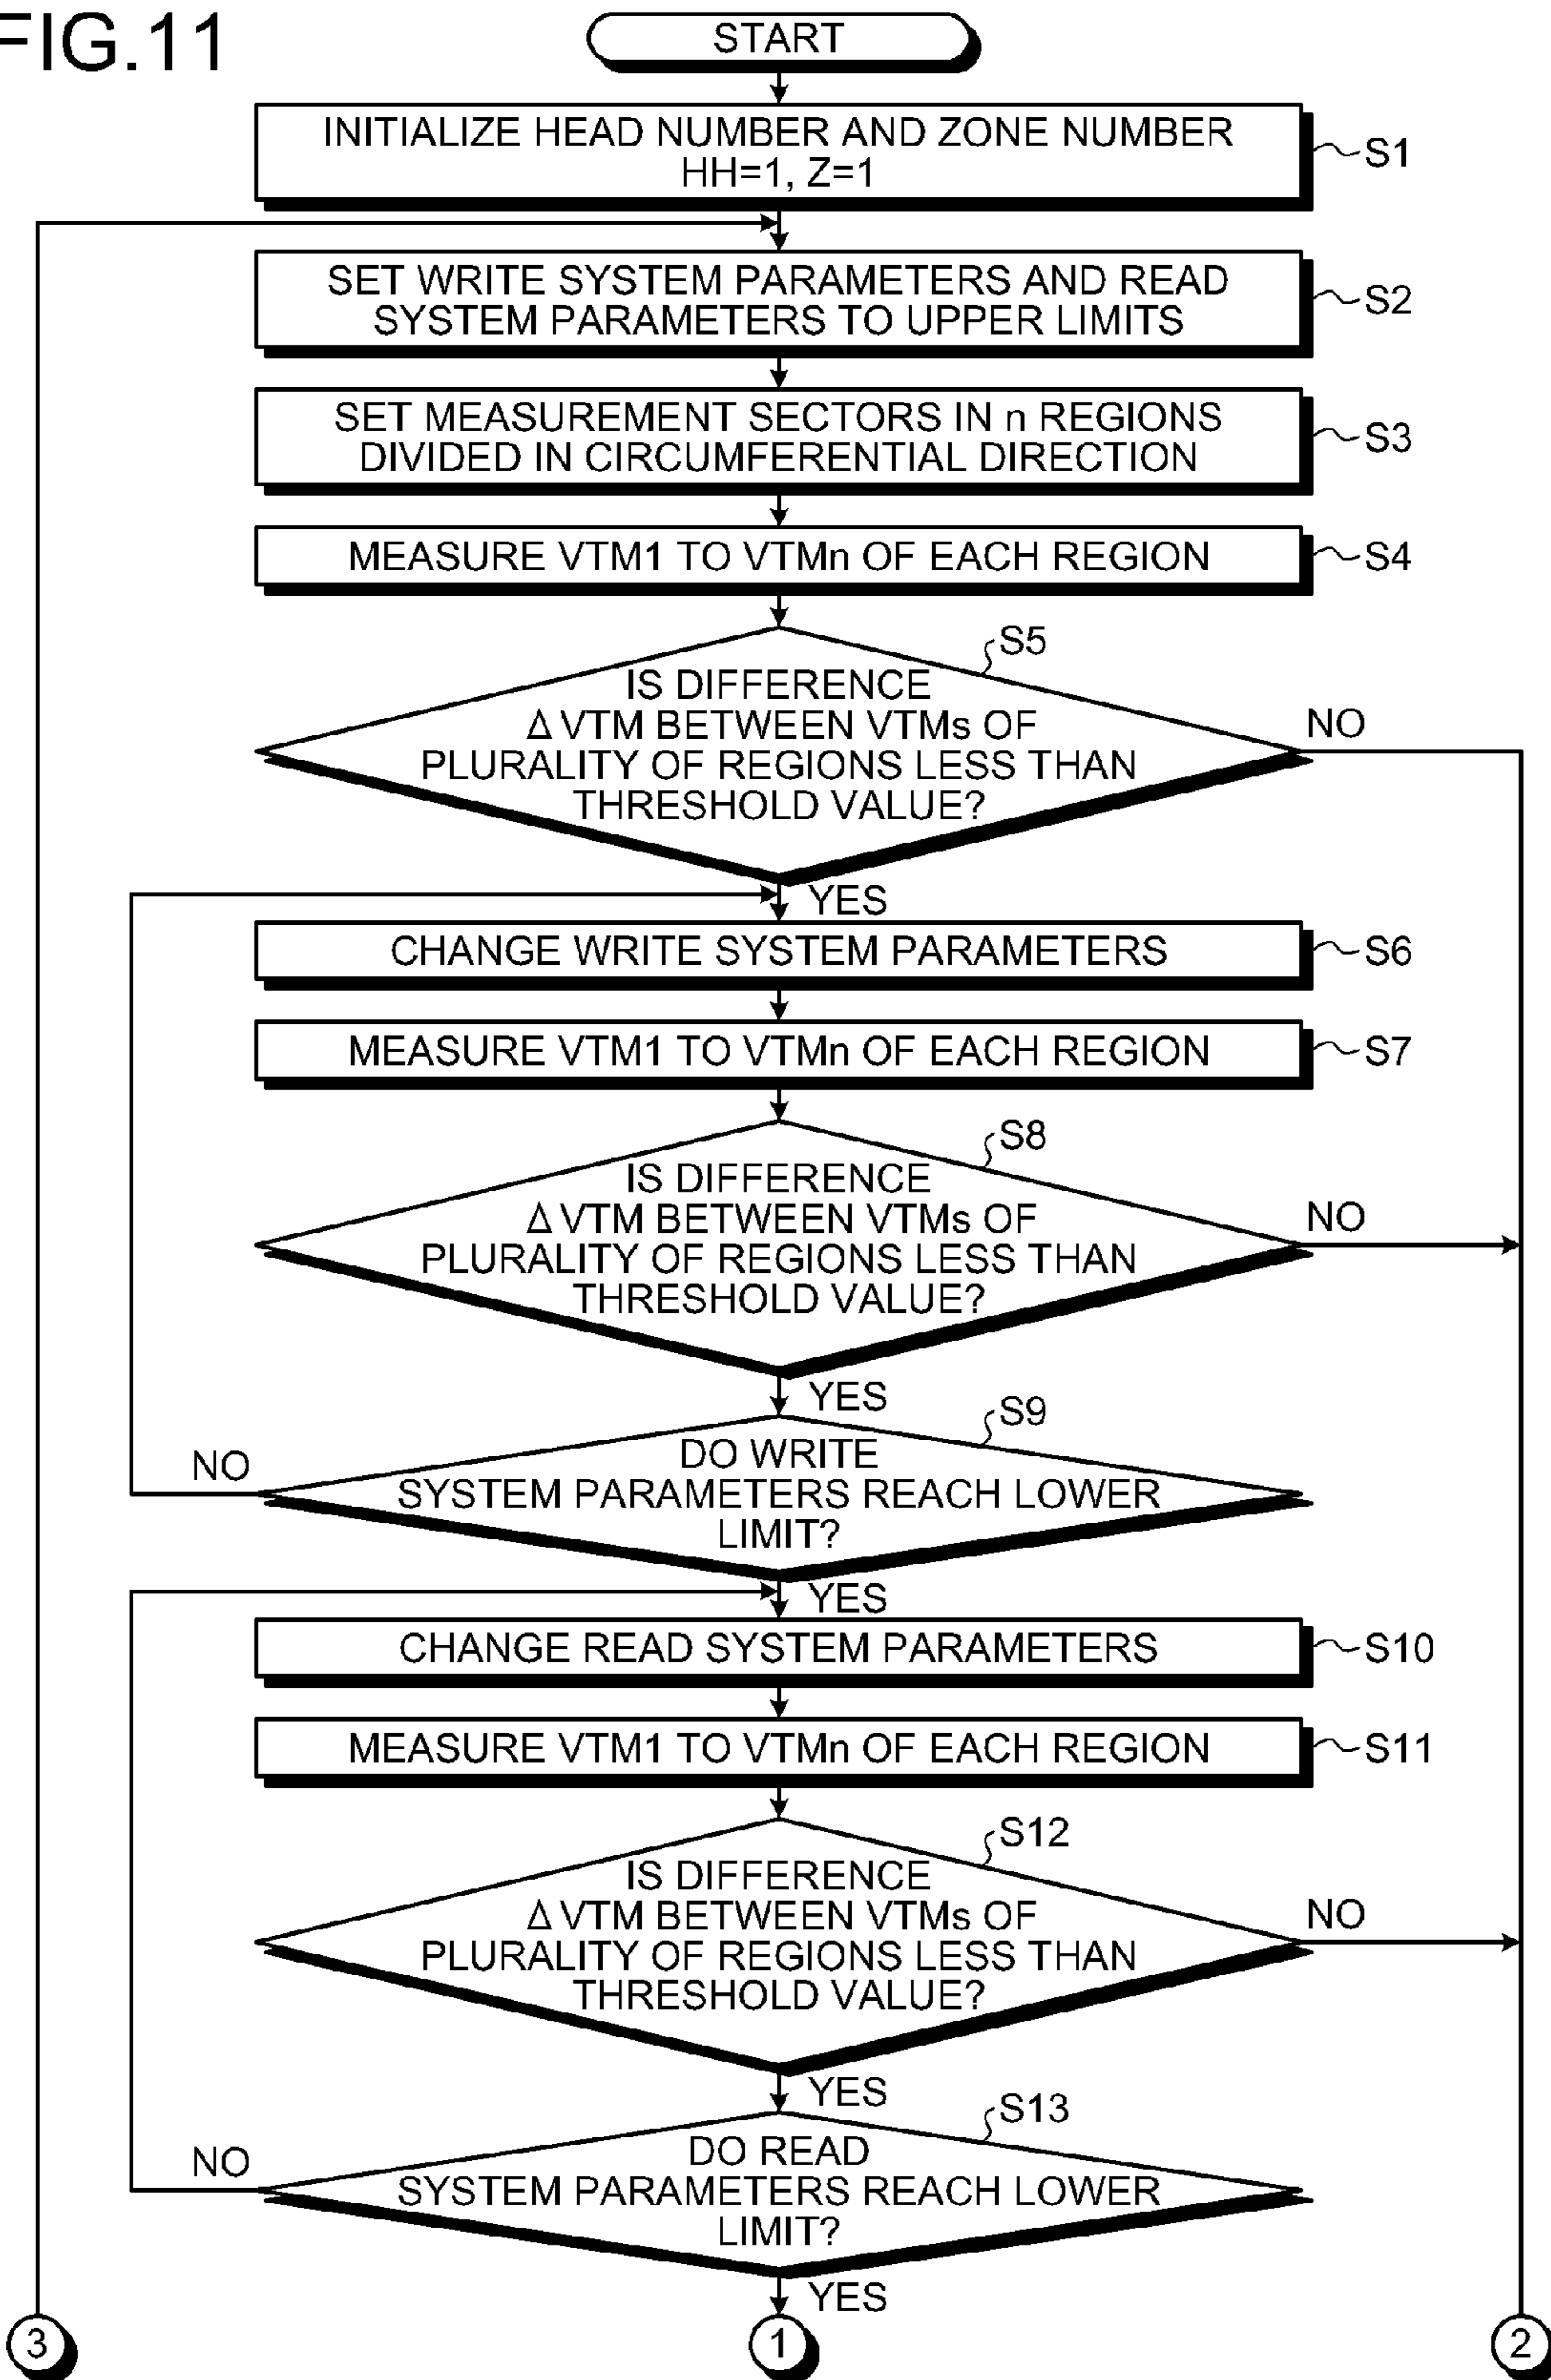 FIG.11
START
INITIALIZE HEAD NUMBER AND ZONE NUMBER
HH=1, Z=1
S1
SET WRITE SYSTEM PARAMETERS AND READ
SYSTEM PARAMETERS TO UPPER LIMITS
S2
SET MEASUREMENT SECTORS IN n REGIONS
DIVIDED IN CIRCUMFERENTIAL DIRECTION
S3
MEASURE VTM1 TO VTMn OF EACH REGION
S4
S5
IS DIFFERENCE
Δ VTM BETWEEN VTMs OF
PLURALITY OF REGIONS LESS THAN
THRESHOLD VALUE?
NO
YES
CHANGE WRITE SYSTEM PARAMETERS
S6
MEASURE VTM1 TO VTMn OF EACH REGION
S7
S8
IS DIFFERENCE
Δ VTM BETWEEN VTMs OF
PLURALITY OF REGIONS LESS THAN
THRESHOLD VALUE?
NO
YES
S9
DO WRITE
SYSTEM PARAMETERS REACH LOWER
LIMIT?
NO
YES
CHANGE READ SYSTEM PARAMETERS
S10
MEASURE VTM1 TO VTMn OF EACH REGION
S11
S12
IS DIFFERENCE
Δ VTM BETWEEN VTMs OF
PLURALITY OF REGIONS LESS THAN
THRESHOLD VALUE?
NO
YES
S13
DO READ
SYSTEM PARAMETERS REACH LOWER
LIMIT?
NO
YES
3
1
2